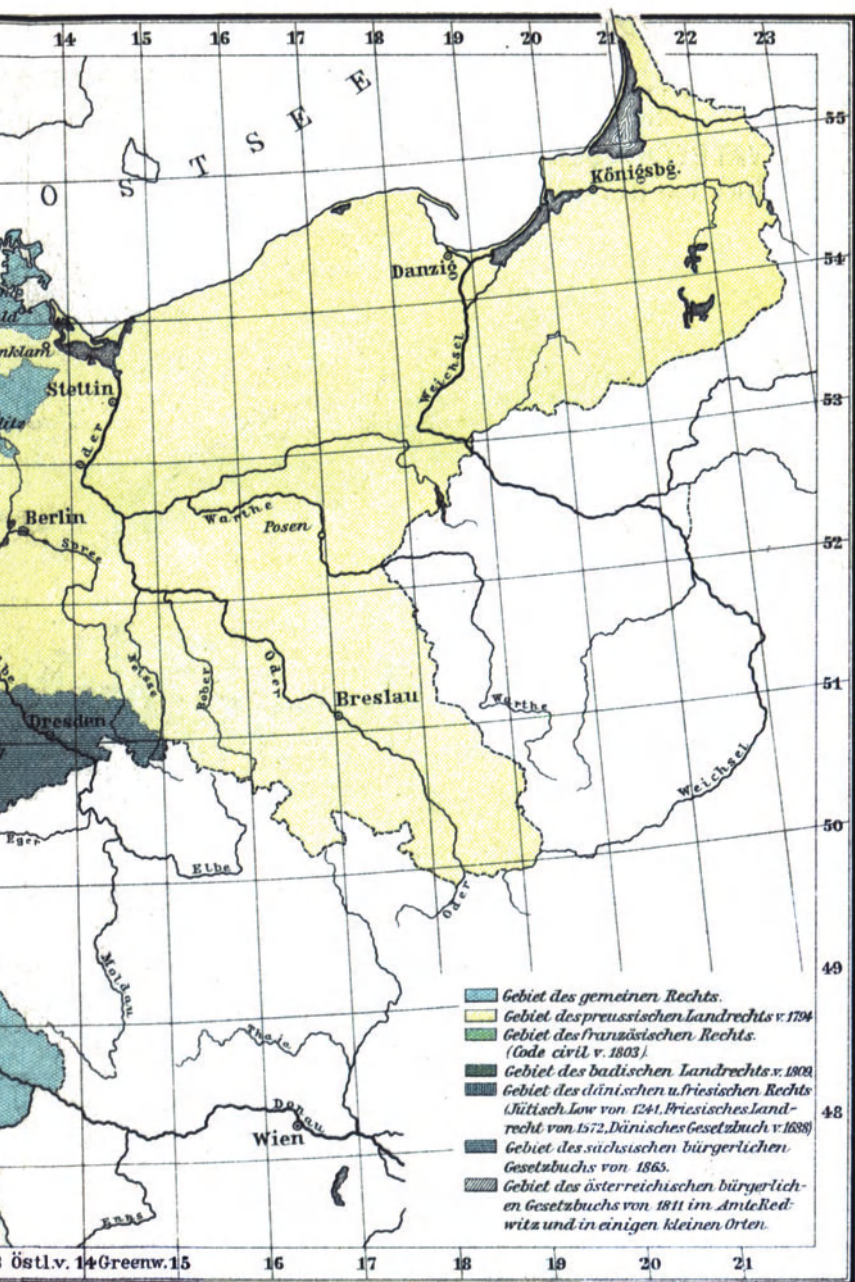 14 15 16 17 18 19 20 21 22 23
OSTSEE
55
Königsbg.
54
Danzig
nklam
Stettin
Weichsel
53
Oder
Berlin
Warthe
Posen
Spree
52
Neisse
Bober
Oder
Breslau
51
Warthe
Dresden
Weichsel
50
Eger
Elbe
Oder
49
Moldau
Thaja
Gebiet des gemeinen Rechts.
Gebiet des preussischen Landrechts v. 1794
Gebiet des französischen Rechts.
(Code civil v. 1803).
Gebiet des badischen Landrechts v. 1809.
Gebiet des dänischen u. friesischen Rechts
(Jütisch Low von 1241, Friesisches Land-
recht von 1572, Dänisches Gesetzbuch v. 1688)
Gebiet des sächsischen bürgerlichen
Gesetzbuchs von 1865.
Gebiet des österreichischen bürgerlich-
en Gesetzbuchs von 1811 im Amte Red-
witz und in einigen kleinen Orten.
48
Donau
Wien
Enns
Östl. v. 14 Greenw. 15 16 17 18 19 20 21